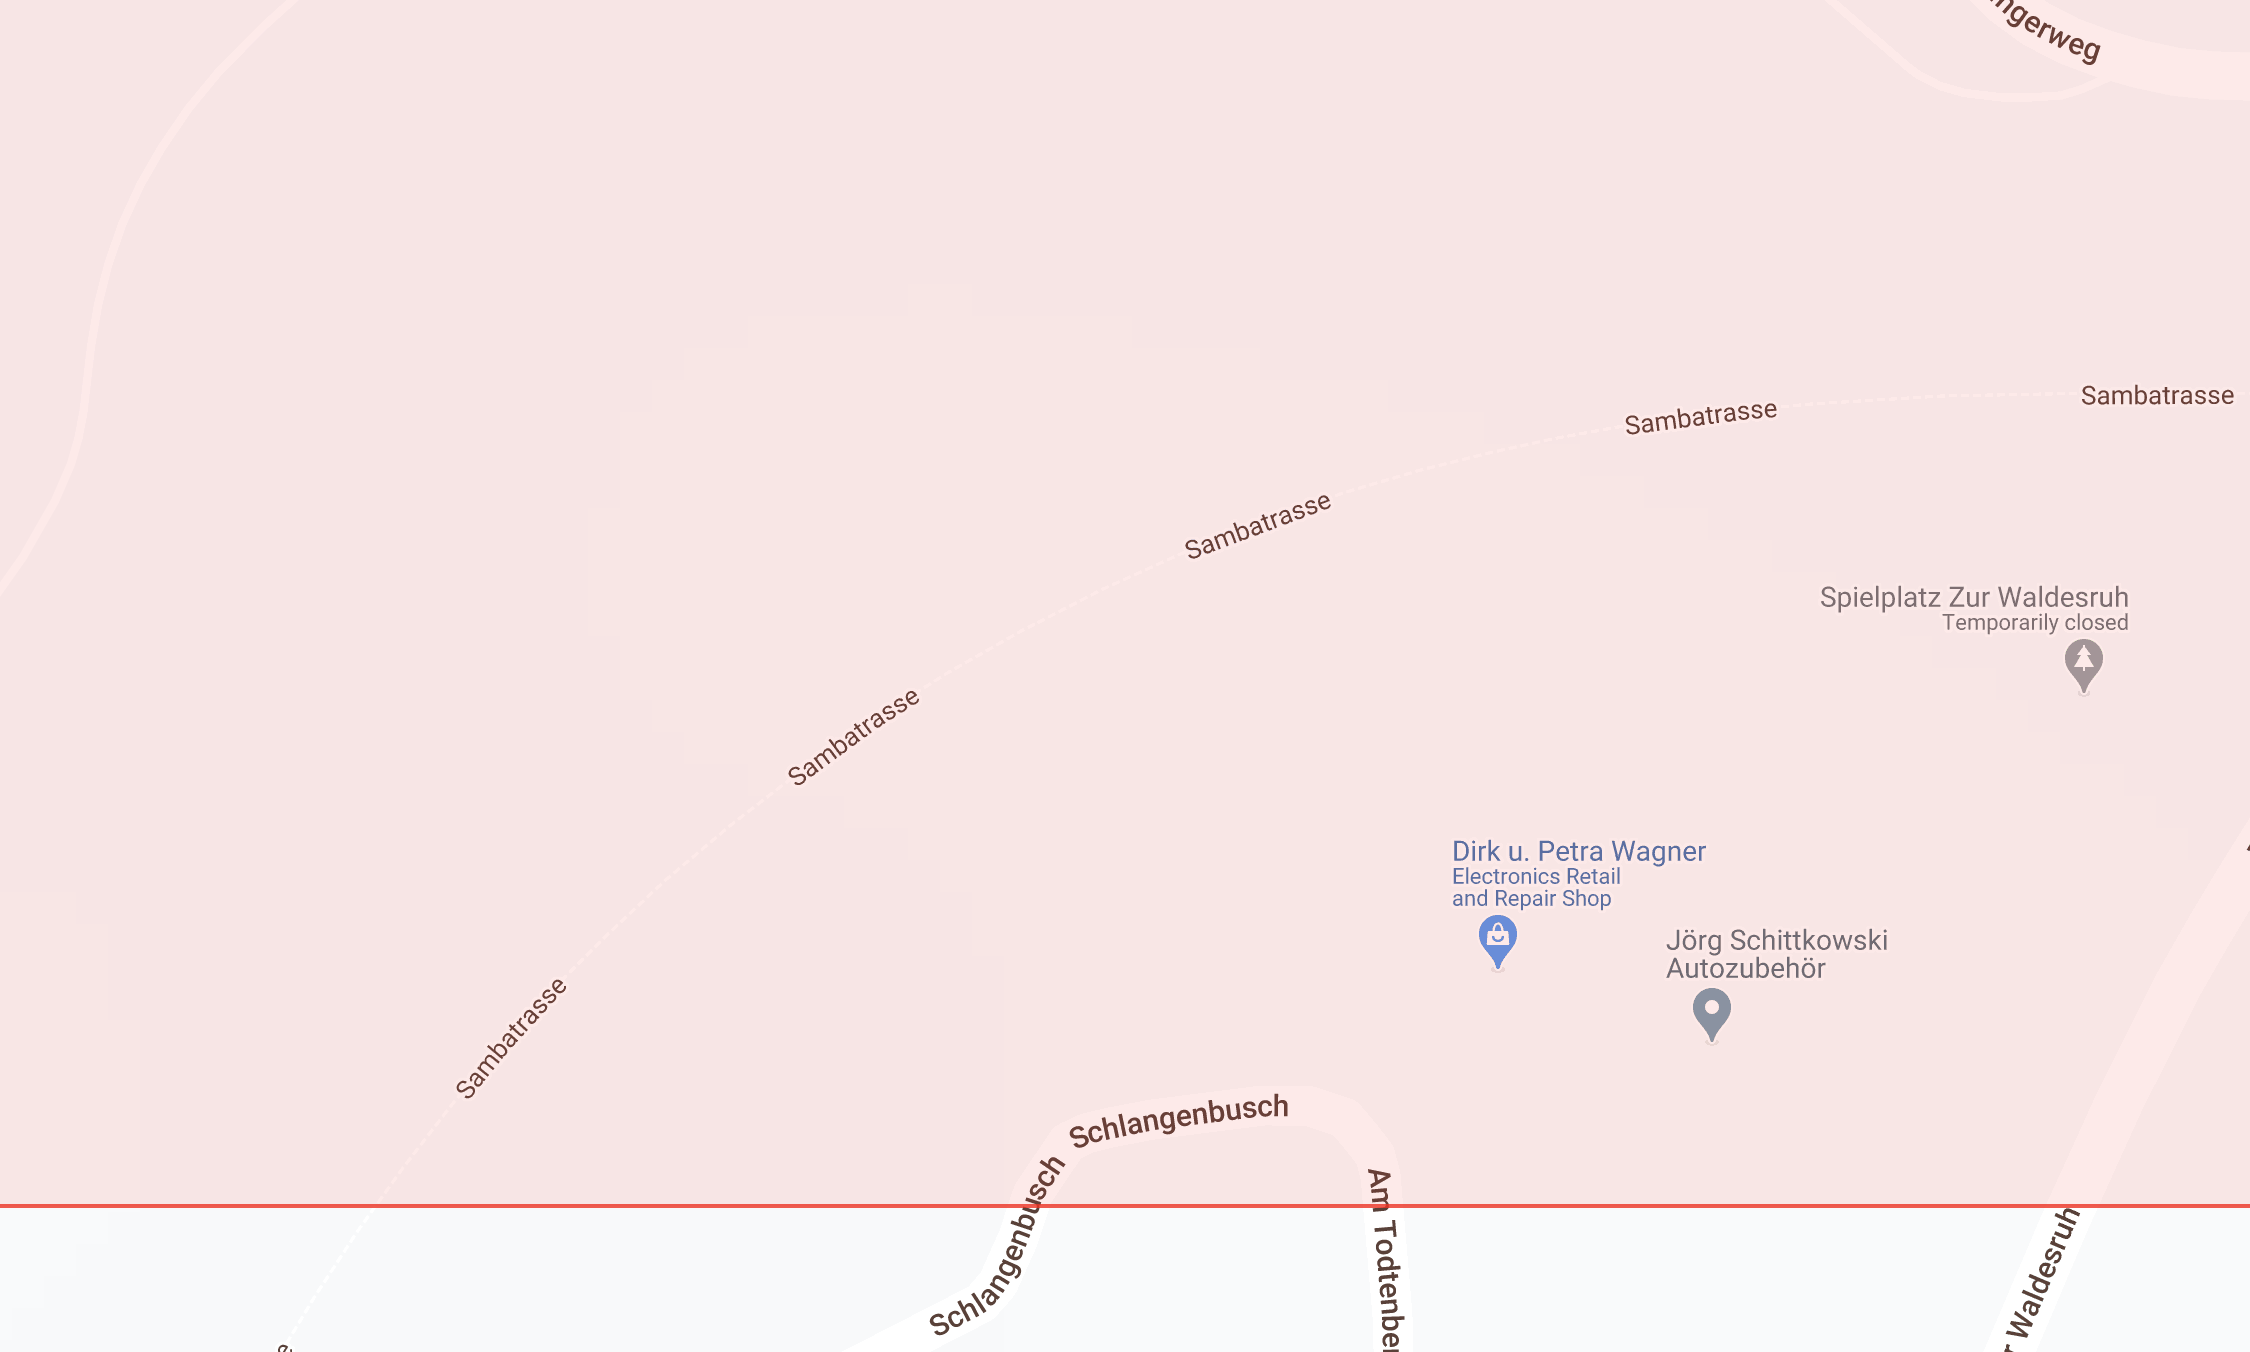 ngerweg
Sambatrasse
Sambatrasse
Sambatrasse
Spielplatz Zur Waldesruh
Temporarily closed
Sambatrasse
Dirk u. Petra Wagner
Electronics Retail
and Repair Shop
Jörg Schittkowski
Autozubehör
Sambatrasse
Schlangenbusch
Schlangenbusch
Am Todtenber
r Waldesruh
e